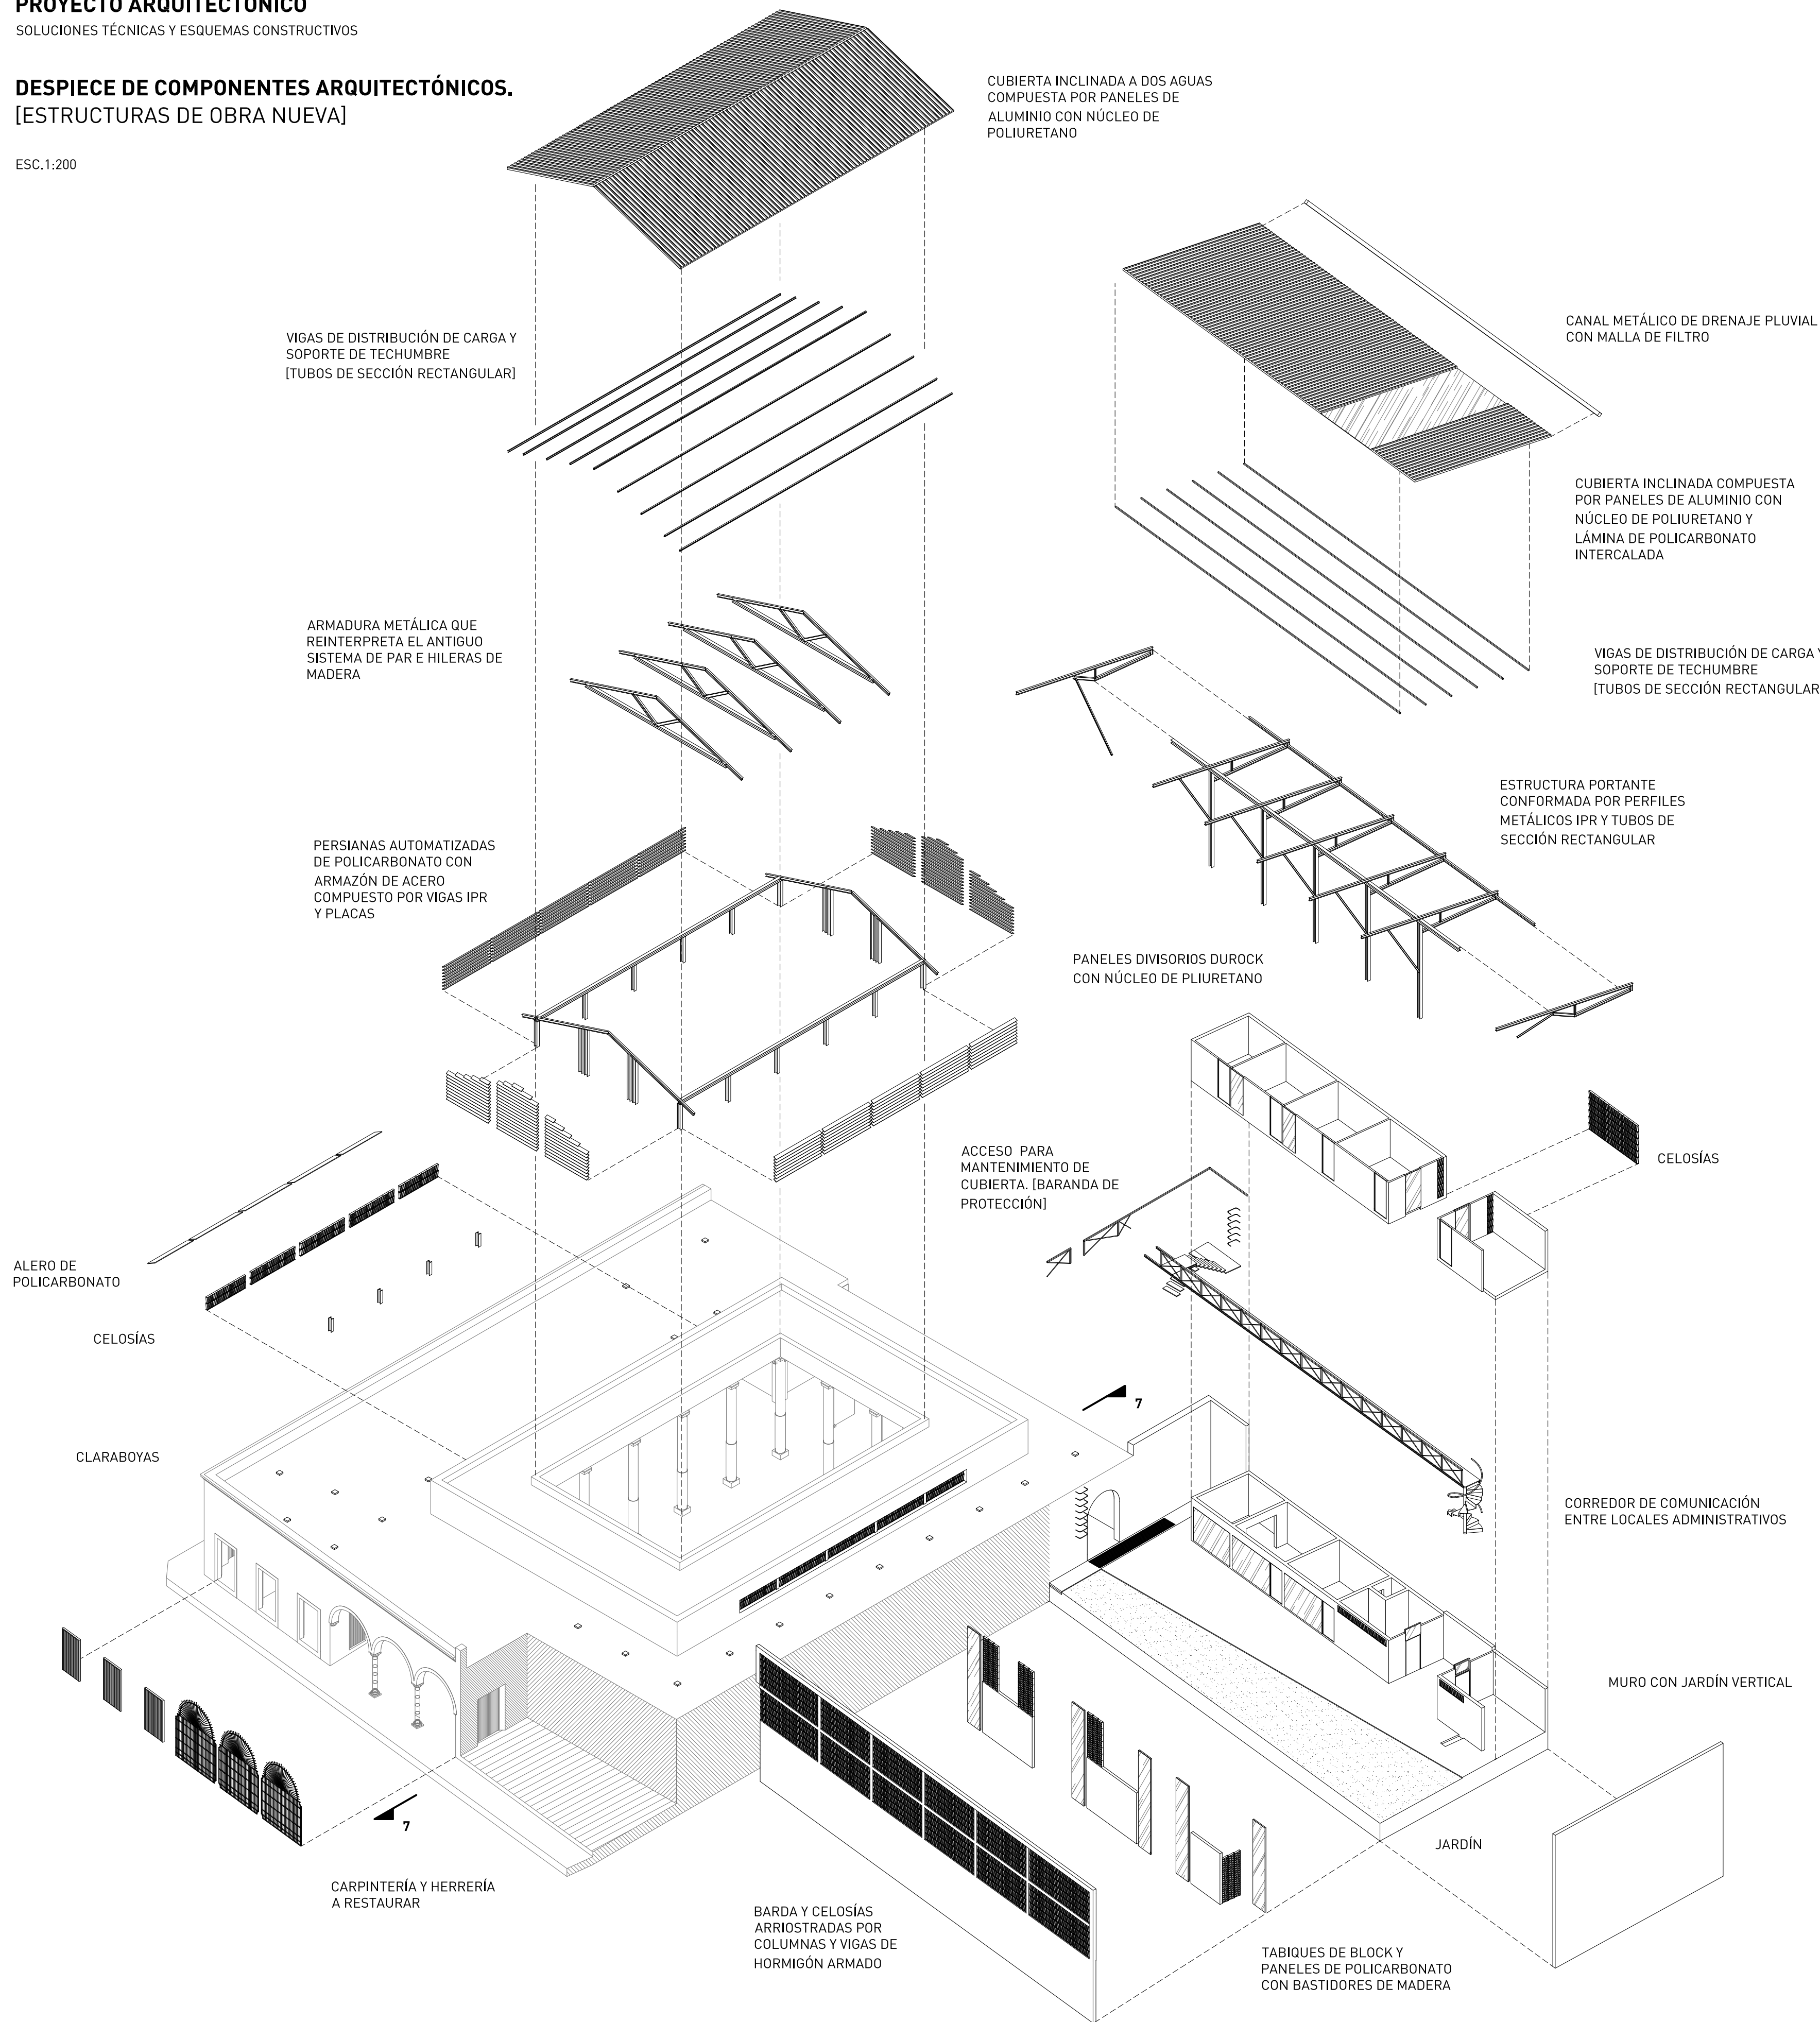 PROYECTO ARQUITECTÓNICO
SOLUCIONES TÉCNICAS Y ESQUEMAS CONSTRUCTIVOS
DESPIECE DE COMPONENTES ARQUITECTÓNICOS.
[ESTRUCTURAS DE OBRA NUEVA]
ESC.1:200
CUBIERTA INCLINADA A DOS AGUAS
COMPUESTA POR PANELES DE
ALUMINIO CON NÚCLEO DE
POLIURETANO
VIGAS DE DISTRIBUCIÓN DE CARGA Y
SOPORTE DE TECHUMBRE
[TUBOS DE SECCIÓN RECTANGULAR]
CANAL METÁLICO DE DRENAJE PLUVIAL
CON MALLA DE FILTRO
CUBIERTA INCLINADA COMPUESTA
POR PANELES DE ALUMINIO CON
NÚCLEO DE POLIURETANO Y
LÁMINA DE POLICARBONATO
INTERCALADA
ARMADURA METÁLICA QUE
REINTERPRETA EL ANTIGUO
SISTEMA DE PAR E HILERAS DE
MADERA
VIGAS DE DISTRIBUCIÓN DE CARGA Y
SOPORTE DE TECHUMBRE
[TUBOS DE SECCIÓN RECTANGULAR
ESTRUCTURA PORTANTE
CONFORMADA POR PERFILES
METÁLICOS IPR Y TUBOS DE
SECCIÓN RECTANGULAR
PERSIANAS AUTOMATIZADAS
DE POLICARBONATO CON
ARMAZÓN DE ACERO
COMPUESTO POR VIGAS IPR
Y PLACAS
PANELES DIVISORIOS DUROCK
CON NÚCLEO DE PLIURETANO
ACCESO PARA
MANTENIMIENTO DE
CUBIERTA. [BARANDA DE
PROTECCIÓN]
CELOSÍAS
ALERO DE
POLICARBONATO
CELOSÍAS
7
CLARABOYAS
CORREDOR DE COMUNICACIÓN
ENTRE LOCALES ADMINISTRATIVOS
MURO CON JARDÍN VERTICAL
7
JARDÍN
CARPINTERÍA Y HERRERÍA
A RESTAURAR
BARDA Y CELOSÍAS
ARRIOSTRADAS POR
COLUMNAS Y VIGAS DE
HORMIGÓN ARMADO
TABIQUES DE BLOCK Y
PANELES DE POLICARBONATO
CON BASTIDORES DE MADERA